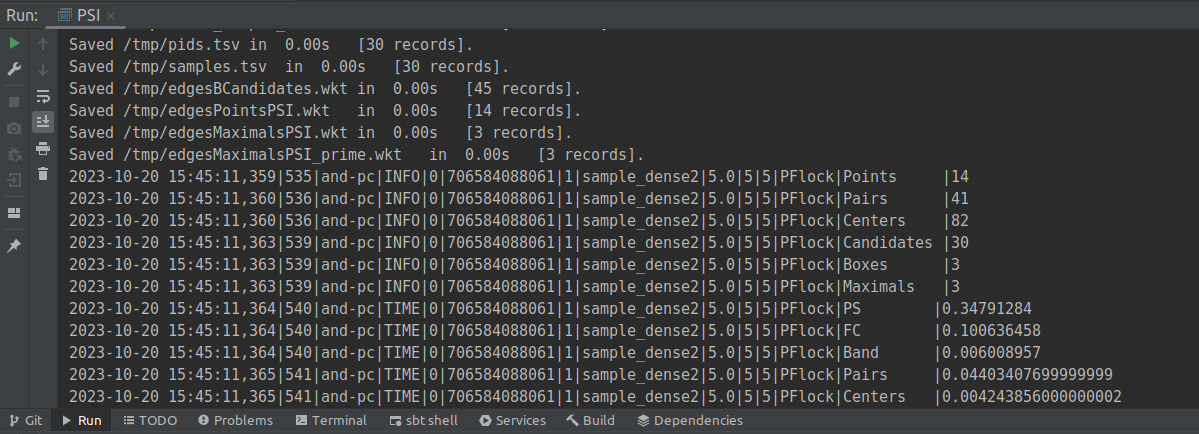 Run: PSI ×
Saved /tmp/pids.tsv in  0.00s   [30 records].
Saved /tmp/samples.tsv  in  0.00s   [30 records].
Saved /tmp/edgesBCandidates.wkt in  0.00s   [45 records].
Saved /tmp/edgesPointsPSI.wkt   in  0.00s   [14 records].
Saved /tmp/edgesMaximalsPSI.wkt in  0.00s   [3 records].
Saved /tmp/edgesMaximalsPSI_prime.wkt   in  0.00s   [3 records].
2023-10-20 15:45:11,359|535|and-pc|INFO|0|706584088061|1|sample_dense2|5.0|5|5|PFlock|Points     |14
2023-10-20 15:45:11,360|536|and-pc|INFO|0|706584088061|1|sample_dense2|5.0|5|5|PFlock|Pairs      |41
2023-10-20 15:45:11,360|536|and-pc|INFO|0|706584088061|1|sample_dense2|5.0|5|5|PFlock|Centers    |82
2023-10-20 15:45:11,363|539|and-pc|INFO|0|706584088061|1|sample_dense2|5.0|5|5|PFlock|Candidates |30
2023-10-20 15:45:11,363|539|and-pc|INFO|0|706584088061|1|sample_dense2|5.0|5|5|PFlock|Boxes      |3
2023-10-20 15:45:11,363|539|and-pc|INFO|0|706584088061|1|sample_dense2|5.0|5|5|PFlock|Maximals   |3
2023-10-20 15:45:11,364|540|and-pc|TIME|0|706584088061|1|sample_dense2|5.0|5|5|PFlock|PS        |0.34791284
2023-10-20 15:45:11,364|540|and-pc|TIME|0|706584088061|1|sample_dense2|5.0|5|5|PFlock|FC        |0.100636458
2023-10-20 15:45:11,364|540|and-pc|TIME|0|706584088061|1|sample_dense2|5.0|5|5|PFlock|Band      |0.006008957
2023-10-20 15:45:11,365|541|and-pc|TIME|0|706584088061|1|sample_dense2|5.0|5|5|PFlock|Pairs     |0.04403407699999999
2023-10-20 15:45:11,365|541|and-pc|TIME|0|706584088061|1|sample_dense2|5.0|5|5|PFlock|Centers   |0.004243856000000002
Git Run TODO Problems Terminal sbt shell Services Build Dependencies